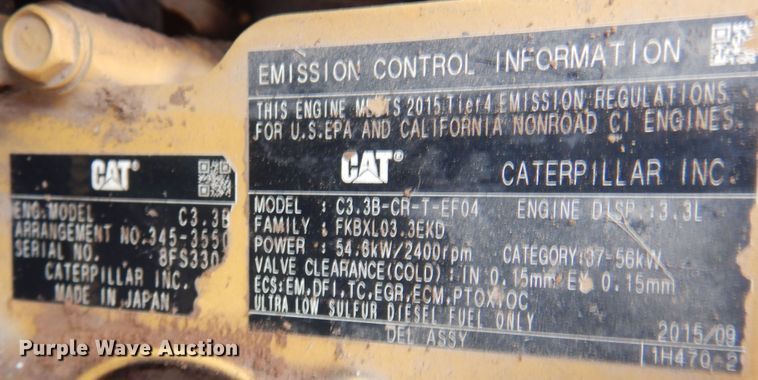 CAT®
ENG.MODEL C3.3B
ARRANGEMENT NO.345-355
SERIAL NO. 8FS330
CATERPILLAR INC.
MADE IN JAPAN
EMISSION CONTROL INFORMATION
THIS ENGINE MEETS 2015 Tier4 EMISSION REGULATIONS
FOR U.S.EPA AND CALIFORNIA NONROAD CI ENGINES.
CAT® CATERPILLAR INC.
MODEL : C3.3B-CR-T-EF04 ENGINE DISP.:3.3L
FAMILY : FKBXL03.3EKD
POWER : 54.6kW/2400rpm CATEGORY:37-56kW
VALVE CLEARANCE(COLD) : IN 0.15mm EX 0.15mm
ECS:EM,DFI,TC,EGR,ECM,PTOX,OC
ULTRA LOW SULFUR DIESEL FUEL ONLY
2015/09
DEL ASSY 1H47Q-2
Purple Wave Auction